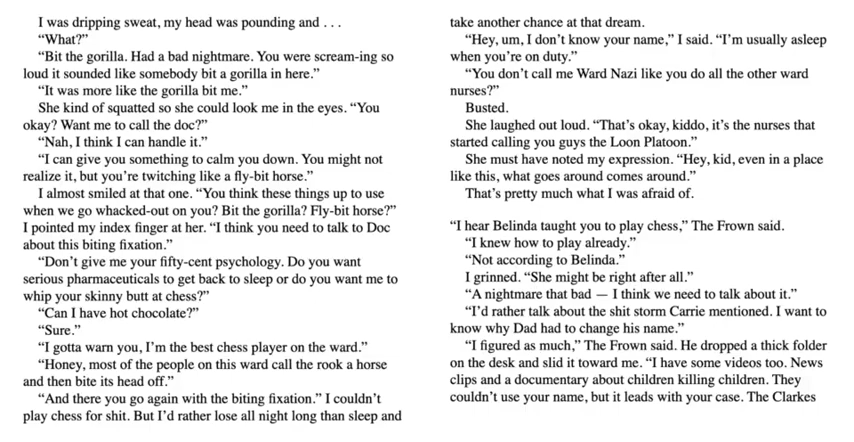 I was dripping sweat, my head was pounding and . . .
“What?”
“Bit the gorilla. Had a bad nightmare. You were scream-ing so
loud it sounded like somebody bit a gorilla in here.”
“It was more like the gorilla bit me.”
She kind of squatted so she could look me in the eyes. “You
okay? Want me to call the doc?”
“Nah, I think I can handle it.”
“I can give you something to calm you down. You might not
realize it, but you’re twitching like a fly-bit horse.”
I almost smiled at that one. “You think these things up to use
when we go whacked-out on you? Bit the gorilla? Fly-bit horse?”
I pointed my index finger at her. “I think you need to talk to Doc
about this biting fixation.”
“Don’t give me your fifty-cent psychology. Do you want
serious pharmaceuticals to get back to sleep or do you want me to
whip your skinny butt at chess?”
“Can I have hot chocolate?”
“Sure.”
“I gotta warn you, I’m the best chess player on the ward.”
“Honey, most of the people on this ward call the rook a horse
and then bite its head off.”
“And there you go again with the biting fixation.” I couldn’t
play chess for shit. But I’d rather lose all night long than sleep and
take another chance at that dream.
“Hey, um, I don’t know your name,” I said. “I’m usually asleep
when you’re on duty.”
“You don’t call me Ward Nazi like you do all the other ward
nurses?”
Busted.
She laughed out loud. “That’s okay, kiddo, it’s the nurses that
started calling you guys the Loon Platoon.”
She must have noted my expression. “Hey, kid, even in a place
like this, what goes around comes around.”
That’s pretty much what I was afraid of.
“I hear Belinda taught you to play chess,” The Frown said.
“I knew how to play already.”
“Not according to Belinda.”
I grinned. “She might be right after all.”
“A nightmare that bad — I think we need to talk about it.”
“I’d rather talk about the shit storm Carrie mentioned. I want to
know why Dad had to change his name.”
“I figured as much,” The Frown said. He dropped a thick folder
on the desk and slid it toward me. “I have some videos too. News
clips and a documentary about children killing children. They
couldn’t use your name, but it leads with your case. The Clarkes